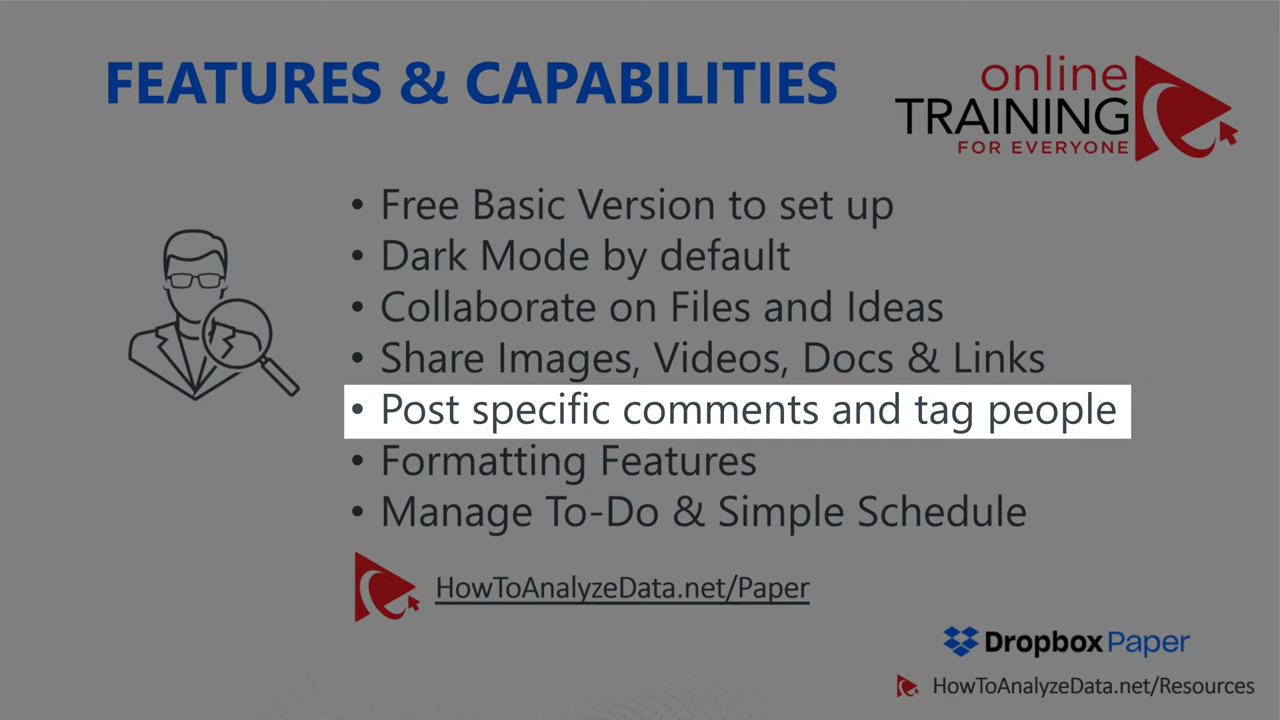 FEATURES & CAPABILITIES
online
TRAINING
FOR EVERYONE
• Free Basic Version to set up
• Dark Mode by default
• Collaborate on Files and Ideas
• Share Images, Videos, Docs & Links
• Post specific comments and tag people
• Formatting Features
• Manage To-Do & Simple Schedule
HowToAnalyzeData.net/Paper
Dropbox Paper
HowToAnalyzeData.net/Resources